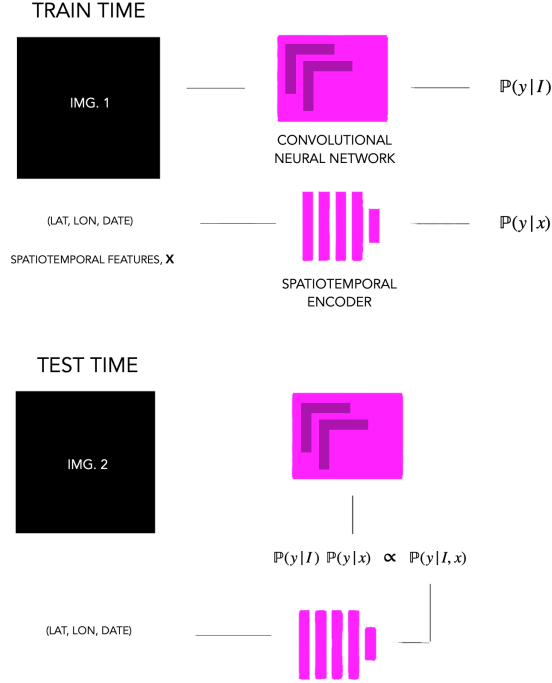 TRAIN TIME
IMG. 1
ℙ(y|I)
CONVOLUTIONAL
NEURAL NETWORK
(LAT, LON, DATE)
ℙ(y|x)
SPATIOTEMPORAL FEATURES, X
SPATIOTEMPORAL
ENCODER
TEST TIME
IMG. 2
ℙ(y|I) ℙ(y|x) ∝ ℙ(y|I, x)
(LAT, LON, DATE)